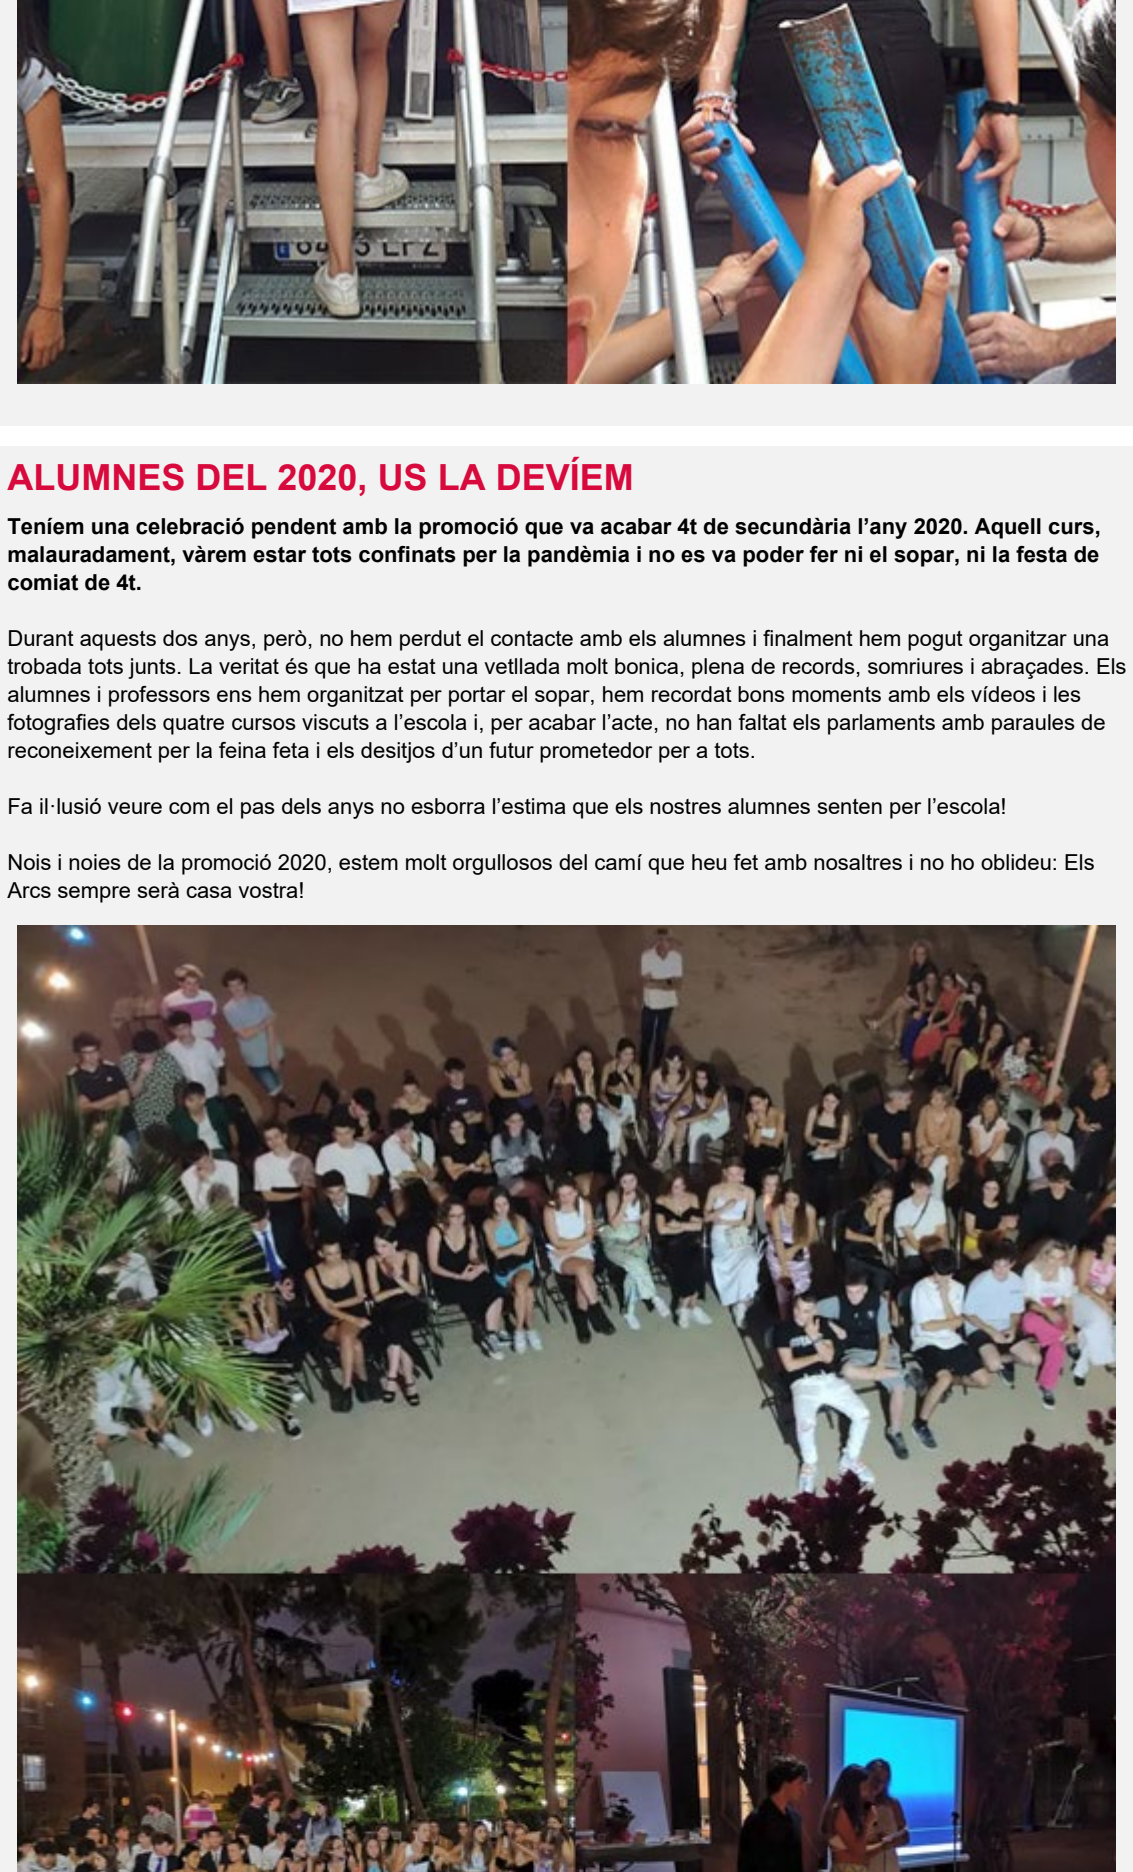 ALUMNES DEL 2020, US LA DEVÍEM
Teníem una celebració pendent amb la promoció que va acabar 4t de secundària l’any 2020. Aquell curs,
malauradament, vàrem estar tots confinats per la pandèmia i no es va poder fer ni el sopar, ni la festa de
comiat de 4t.
Durant aquests dos anys, però, no hem perdut el contacte amb els alumnes i finalment hem pogut organitzar una
trobada tots junts. La veritat és que ha estat una vetllada molt bonica, plena de records, somriures i abraçades. Els
alumnes i professors ens hem organitzat per portar el sopar, hem recordat bons moments amb els vídeos i les
fotografies dels quatre cursos viscuts a l’escola i, per acabar l’acte, no han faltat els parlaments amb paraules de
reconeixement per la feina feta i els desitjos d’un futur prometedor per a tots.
Fa il·lusió veure com el pas dels anys no esborra l’estima que els nostres alumnes senten per l’escola!
Nois i noies de la promoció 2020, estem molt orgullosos del camí que heu fet amb nosaltres i no ho oblideu: Els
Arcs sempre serà casa vostra!